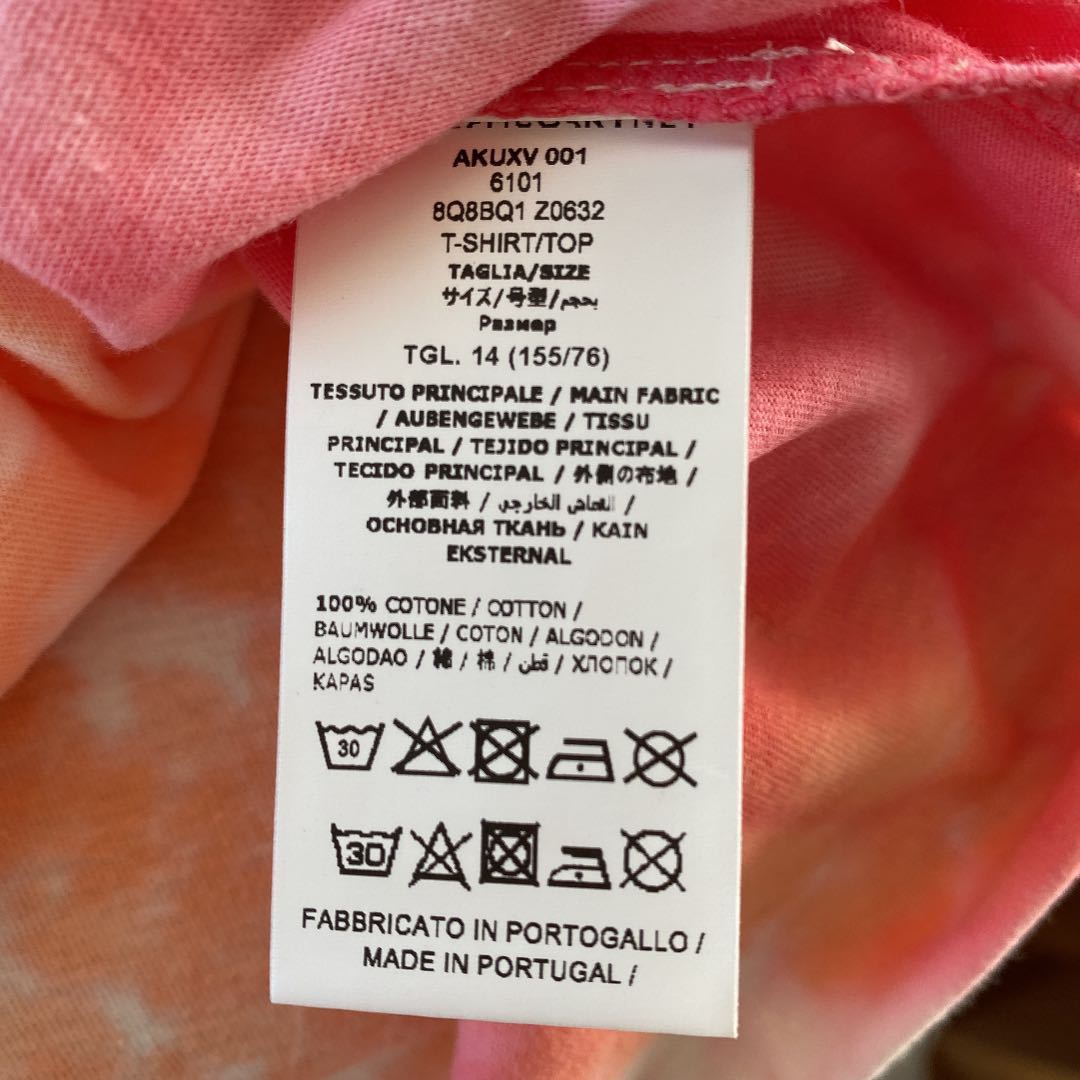 AKUXV 001
6101
8Q8BQ1 Z0632
T-SHIRT/TOP
TAGLIA/SIZE
サイズ/号型/بحجم
Размер
TGL. 14 (155/76)
TESSUTO PRINCIPALE / MAIN FABRIC
/ AUBENGEWEBE / TISSU
PRINCIPAL / TEJIDO PRINCIPAL /
TECIDO PRINCIPAL / 外側の布地 /
外部面料 / القماش الخارجي /
ОСНОВНАЯ ТКАНЬ / KAIN
EKSTERNAL
100% COTONE / COTTON /
BAUMWOLLE / COTON / ALGODON /
ALGODAO / 綿 / 棉 / قطن / ХЛОПОК /
KAPAS
30
30
FABBRICATO IN PORTOGALLO /
MADE IN PORTUGAL /